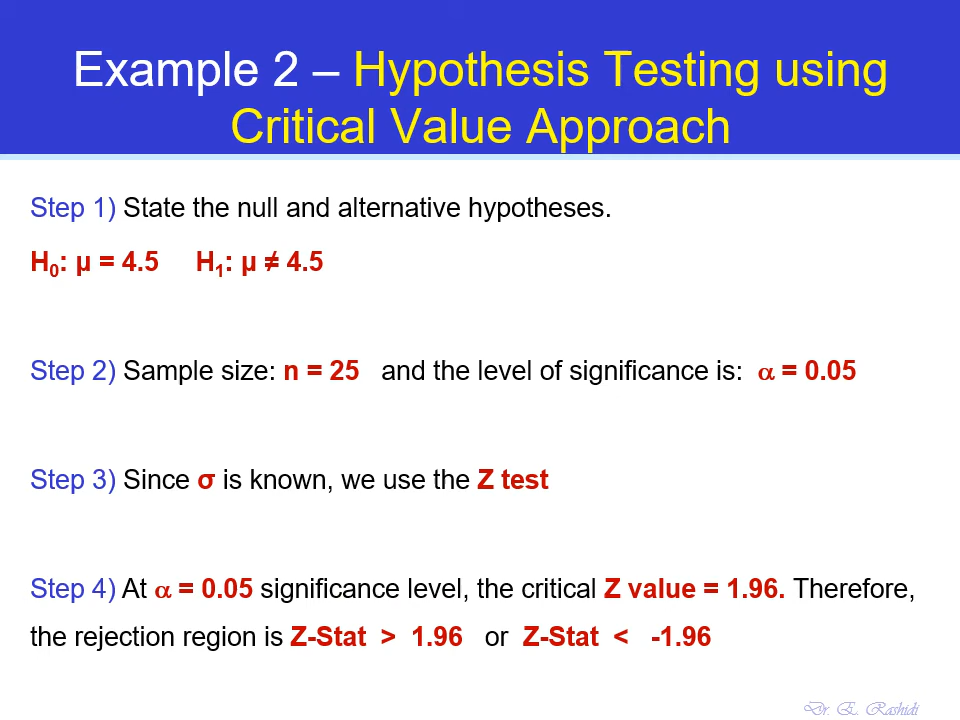 Example 2 – Hypothesis Testing using
Critical Value Approach
Step 1) State the null and alternative hypotheses.
H₀: μ = 4.5 H₁: μ ≠ 4.5
Step 2) Sample size: n = 25 and the level of significance is: α = 0.05
Step 3) Since σ is known, we use the Z test
Step 4) At α = 0.05 significance level, the critical Z value = 1.96. Therefore,
the rejection region is Z-Stat > 1.96 or Z-Stat < -1.96
Dr. E. Rashidi